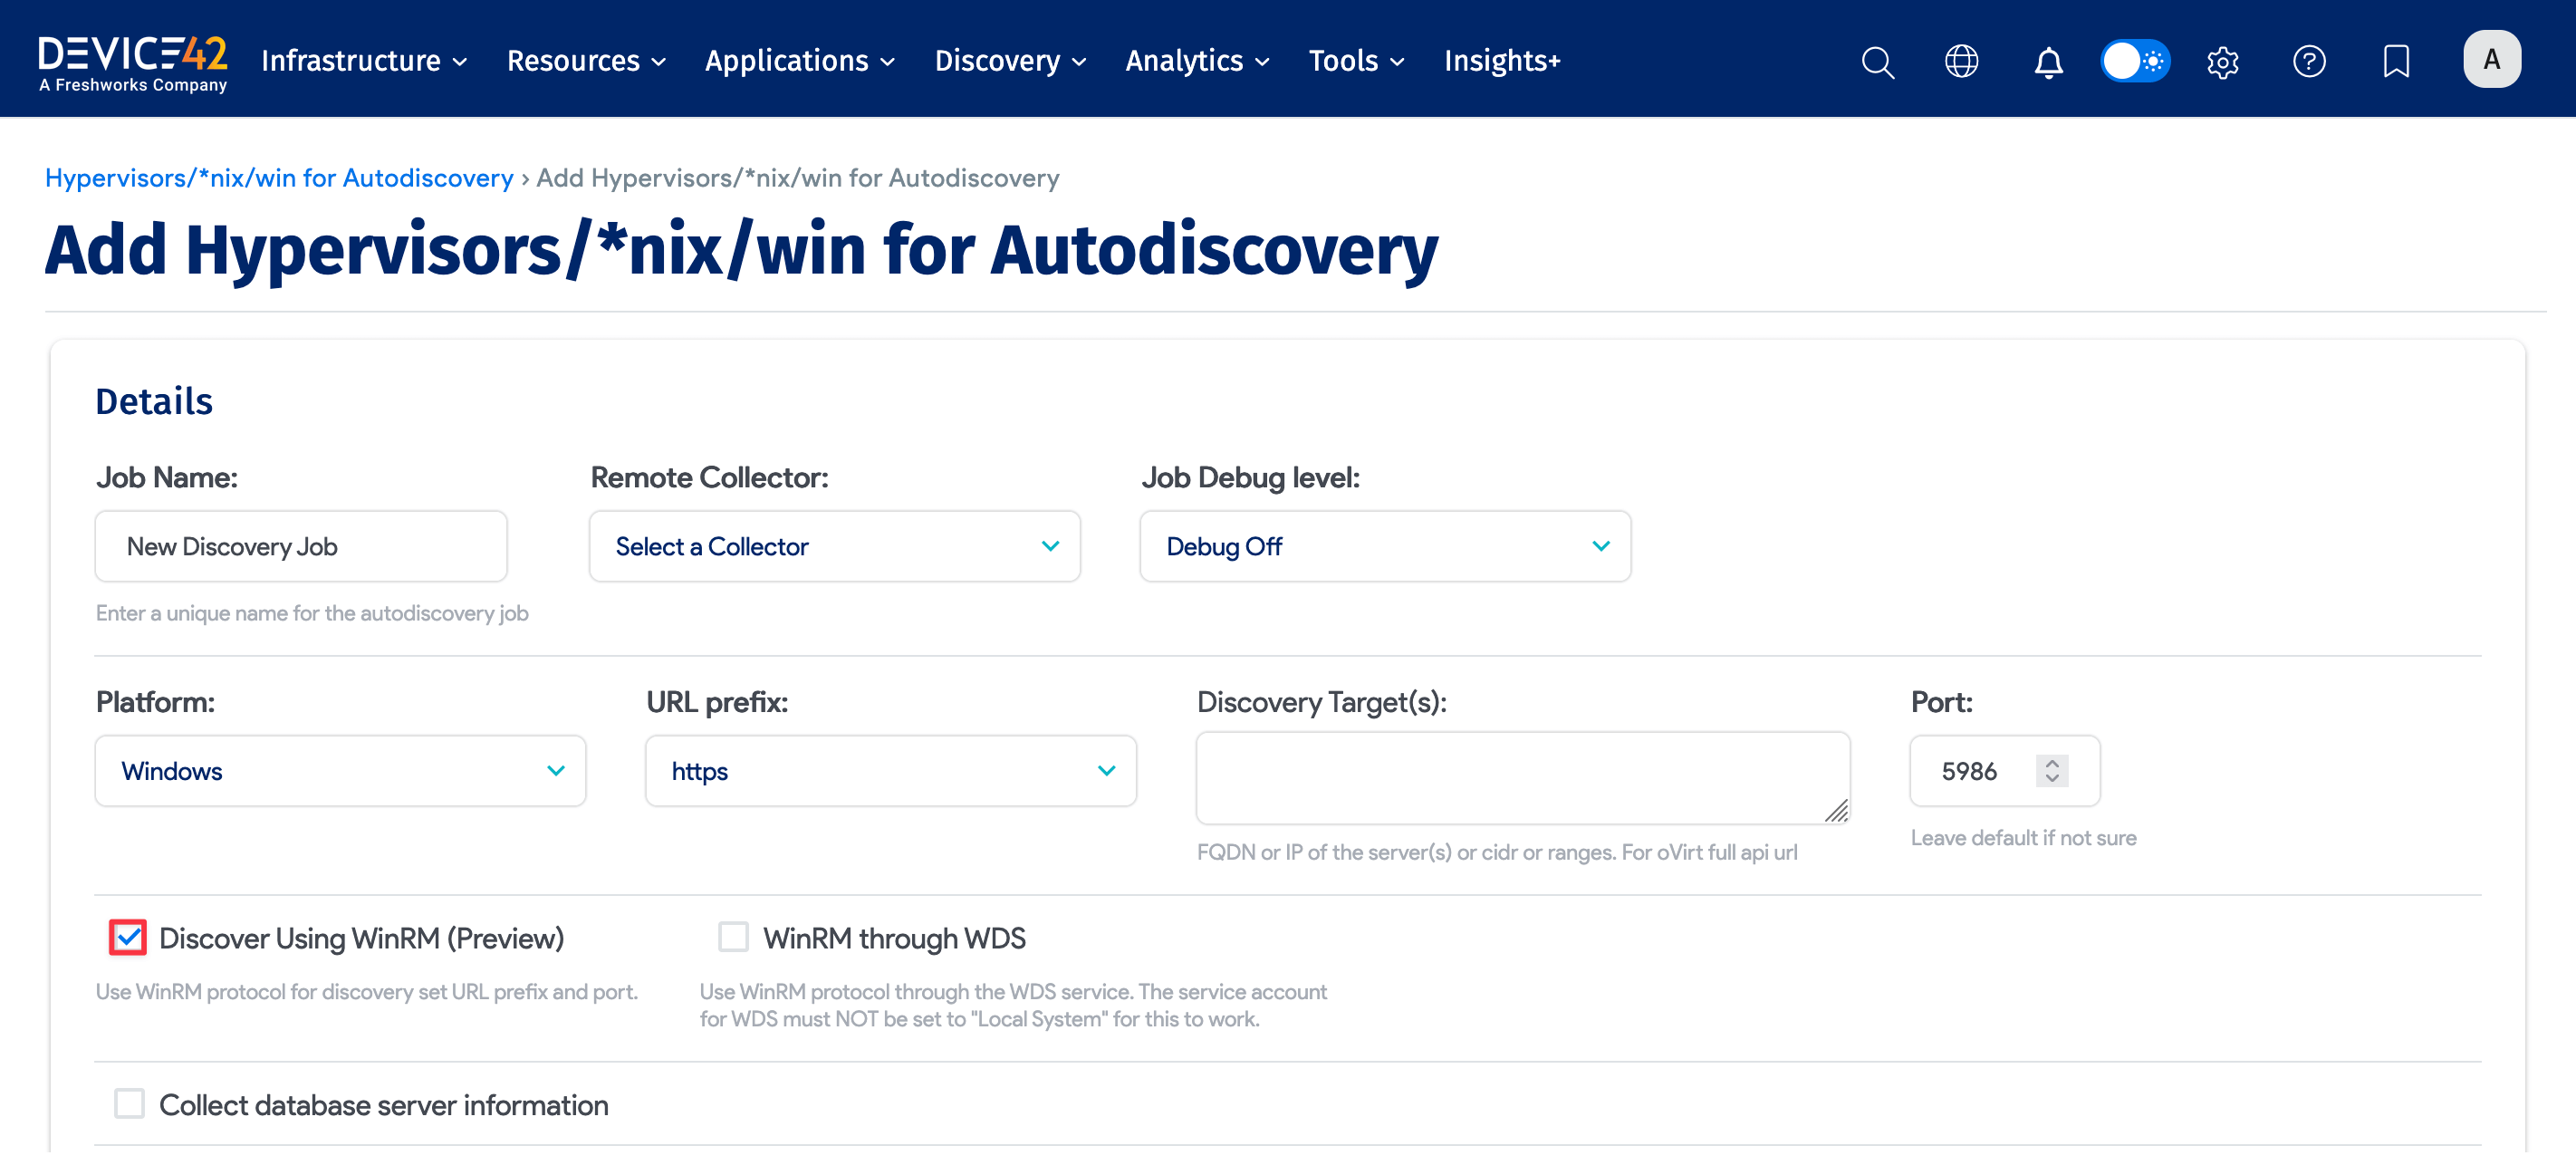 DEVICE42
A Freshworks Company
Infrastructure Resources Applications Discovery Analytics Tools Insights+
A
Hypervisors/*nix/win for Autodiscovery › Add Hypervisors/*nix/win for Autodiscovery
Add Hypervisors/*nix/win for Autodiscovery
Details
Job Name: Remote Collector: Job Debug level:
New Discovery Job Select a Collector Debug Off
Enter a unique name for the autodiscovery job
Platform: URL prefix: Discovery Target(s): Port:
Windows https 5986
Leave default if not sure
FQDN or IP of the server(s) or cidr or ranges. For oVirt full api url
Discover Using WinRM (Preview) WinRM through WDS
Use WinRM protocol for discovery set URL prefix and port. Use WinRM protocol through the WDS service. The service account
for WDS must NOT be set to "Local System" for this to work.
Collect database server information